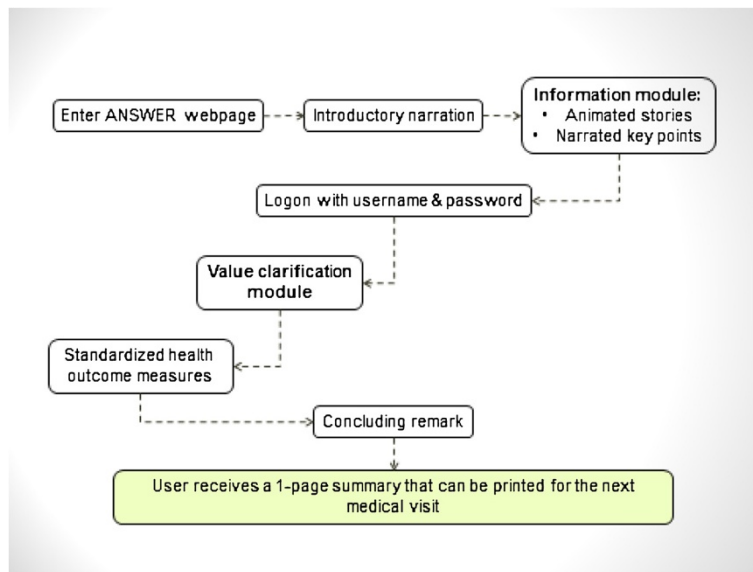 Enter ANSWER webpage
Introductory narration
Information module:
• Animated stories
• Narrated key points
Logon with username & password
Value clarification
module
Standardized health
outcome measures
Concluding remark
User receives a 1-page summary that can be printed for the next
medical visit